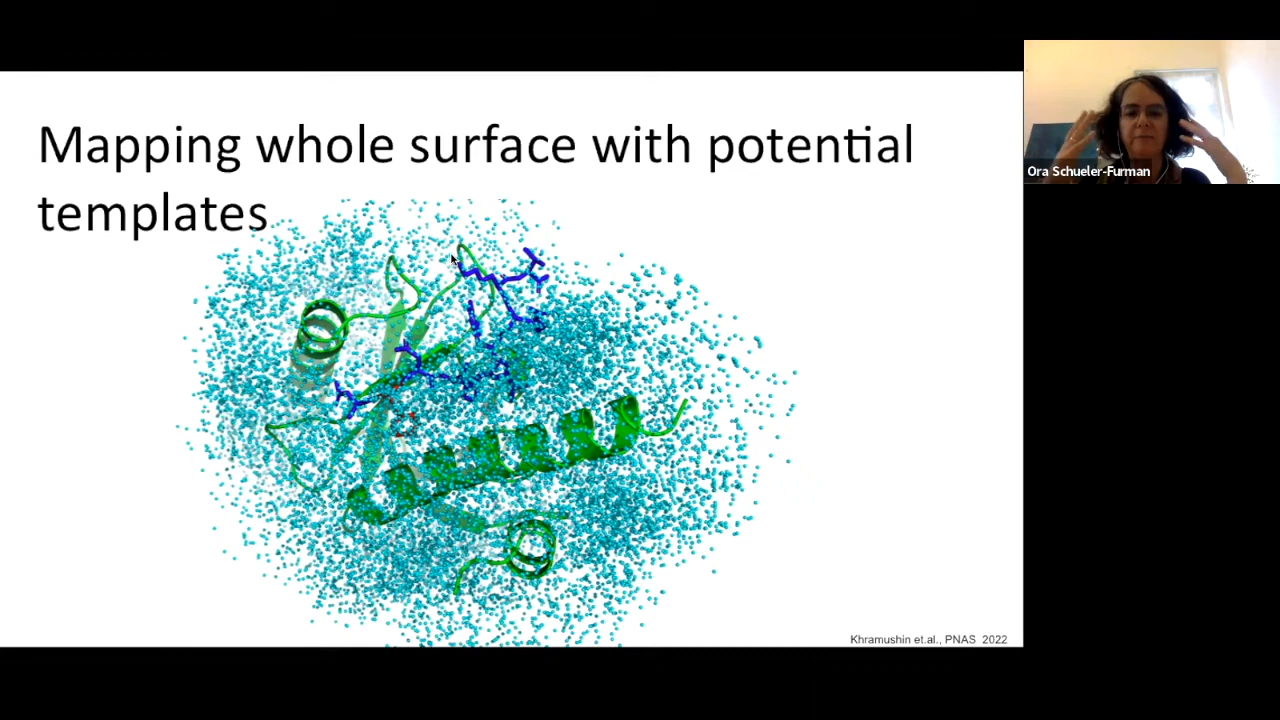 Mapping whole surface with potential
templates
Ora Schueler-Furman
Khramushin et.al., PNAS 2022